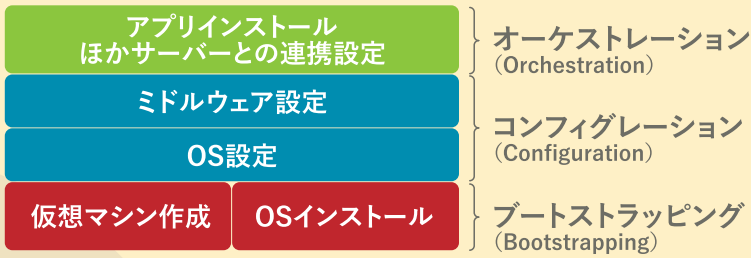 アプリインストール
ほかサーバーとの連携設定
オーケストレーション
（Orchestration）
ミドルウェア設定
OS設定
コンフィグレーション
（Configuration）
仮想マシン作成
OSインストール
ブートストラッピング
（Bootstrapping）